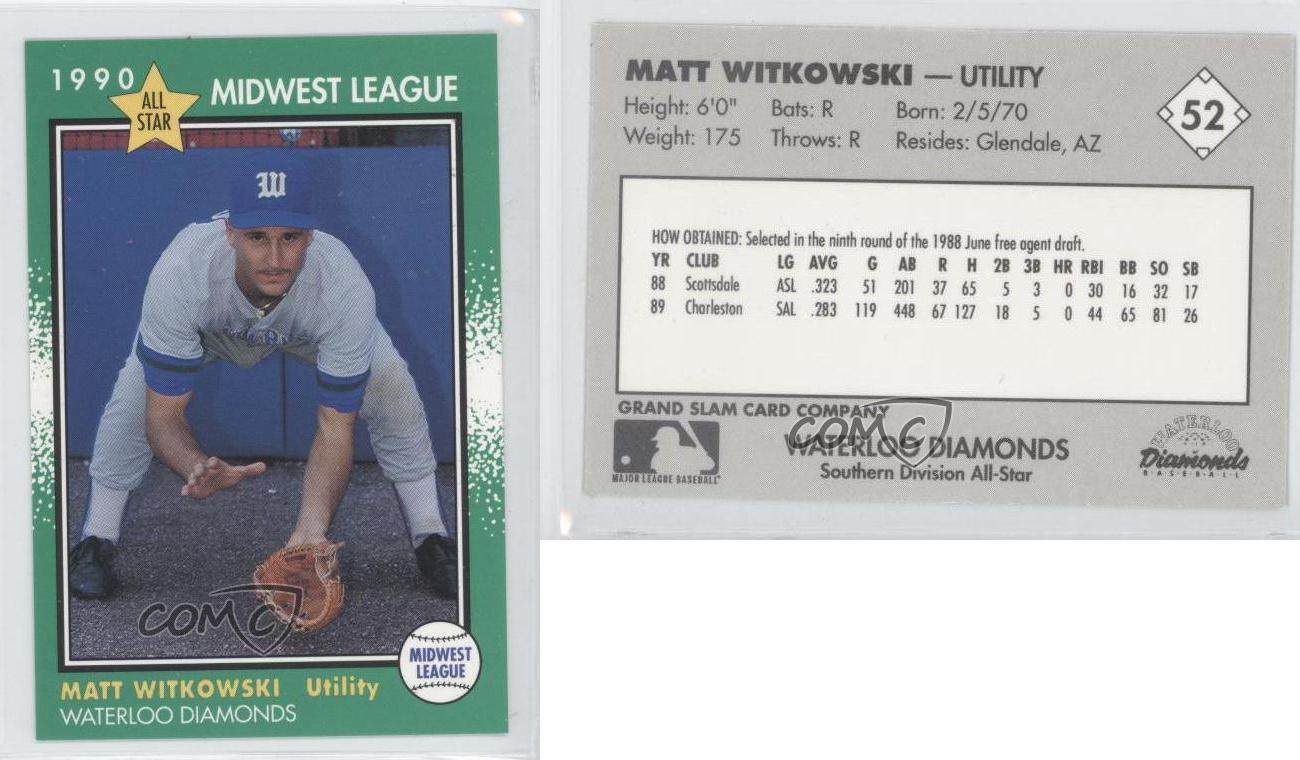 1990
ALL
STAR
MIDWEST LEAGUE
W
COMC
MIDWEST
LEAGUE
MATT WITKOWSKI Utility
WATERLOO DIAMONDS
MATT WITKOWSKI — UTILITY
Height: 6'0" Bats: R Born: 2/5/70
Weight: 175 Throws: R Resides: Glendale, AZ
52
HOW OBTAINED: Selected in the ninth round of the 1988 June free agent draft.
YR CLUB LG AVG G AB R H 2B 3B HR RBI BB SO SB
88 Scottsdale ASL .323 51 201 37 65 5 3 0 30 16 32 17
89 Charleston SAL .283 119 448 67 127 18 5 0 44 65 81 26
GRAND SLAM CARD COMPANY
COMC
MAJOR LEAGUE BASEBALL
WATERLOO DIAMONDS
Southern Division All-Star
WATERLOO
Diamonds
BASEBALL